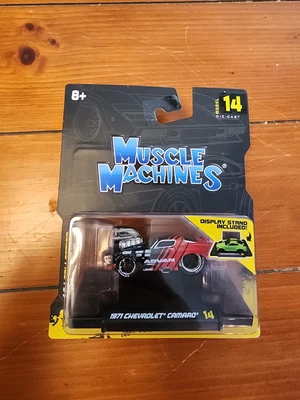 8+
MODEL
14
DIE-CAST
MUSCLE
MACHINES®
DISPLAY STAND
INCLUDED!
ADVAN
1971 CHEVROLET® CAMARO® 14